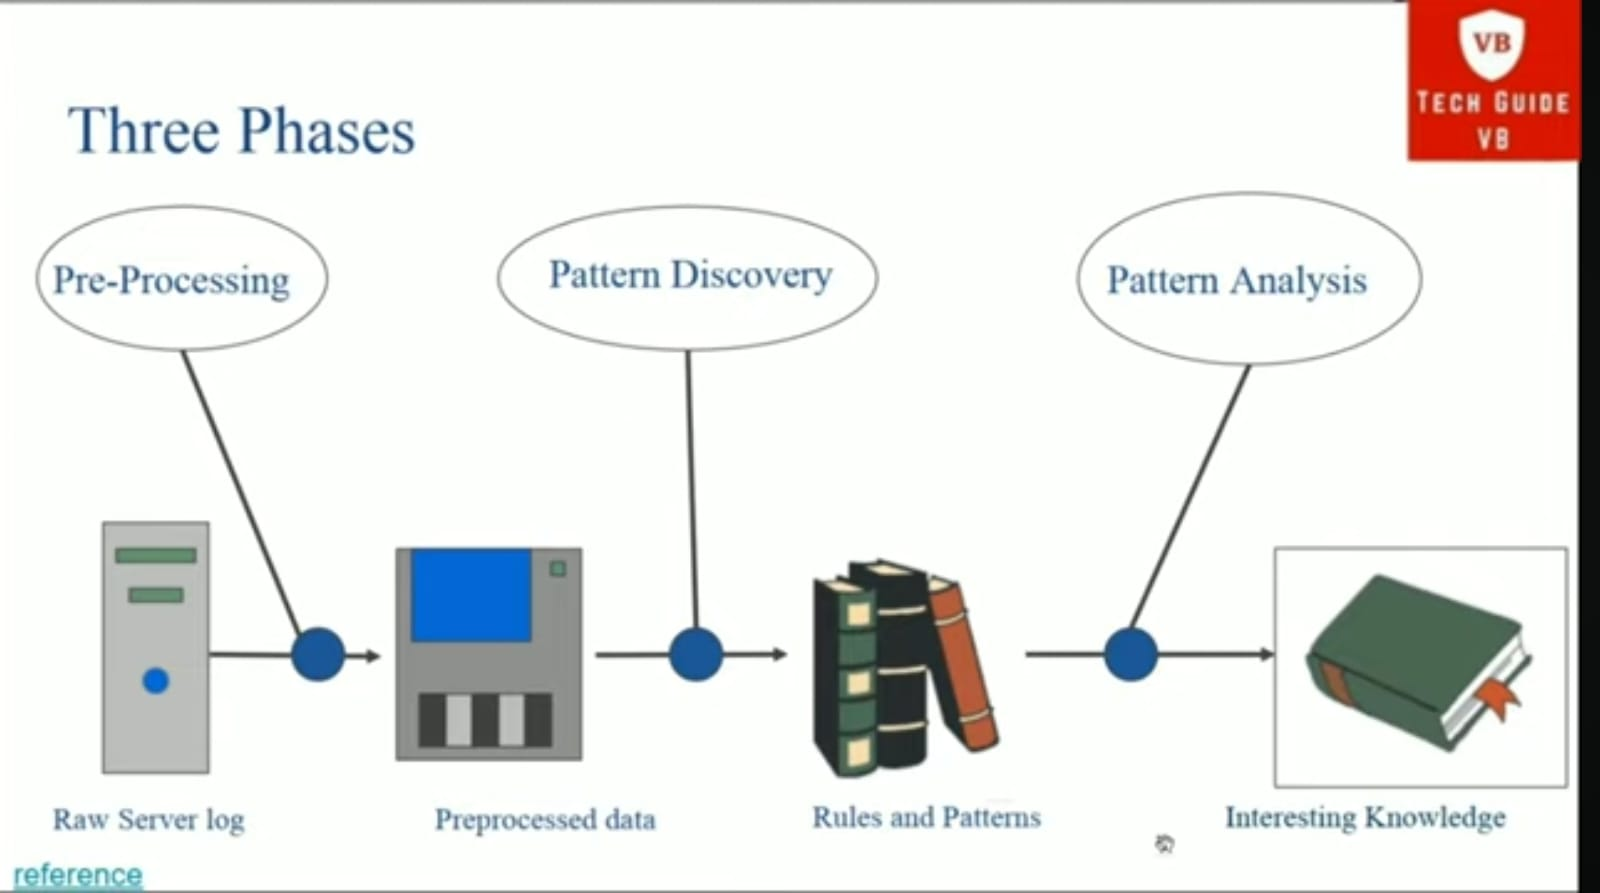 VB
TECH GUIDE
VB
Three Phases
Pre-Processing
Pattern Discovery
Pattern Analysis
Raw Server log
Preprocessed data
Rules and Patterns
Interesting Knowledge
reference